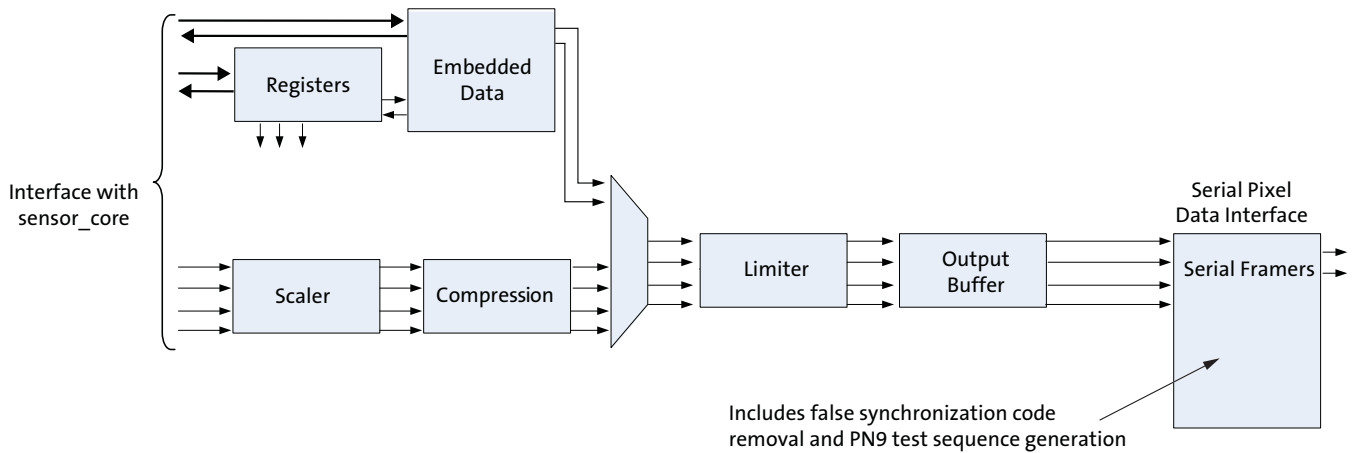 Embedded
Data
Registers
Interface with
sensor_core
Scaler
Compression
Limiter
Output
Buffer
Serial Pixel
Data Interface
Serial Framers
Includes false synchronization code
removal and PN9 test sequence generation